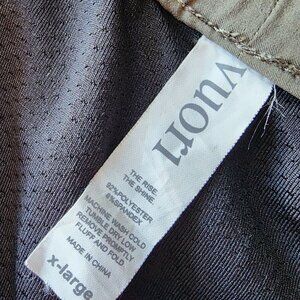 vuori
THE RISE
THE SHINE
92%POLYESTER
8%SPANDEX
MACHINE WASH COLD
TUMBLE DRY LOW
REMOVE PROMPTLY
FLUFF AND FOLD
MADE IN CHINA
x-large